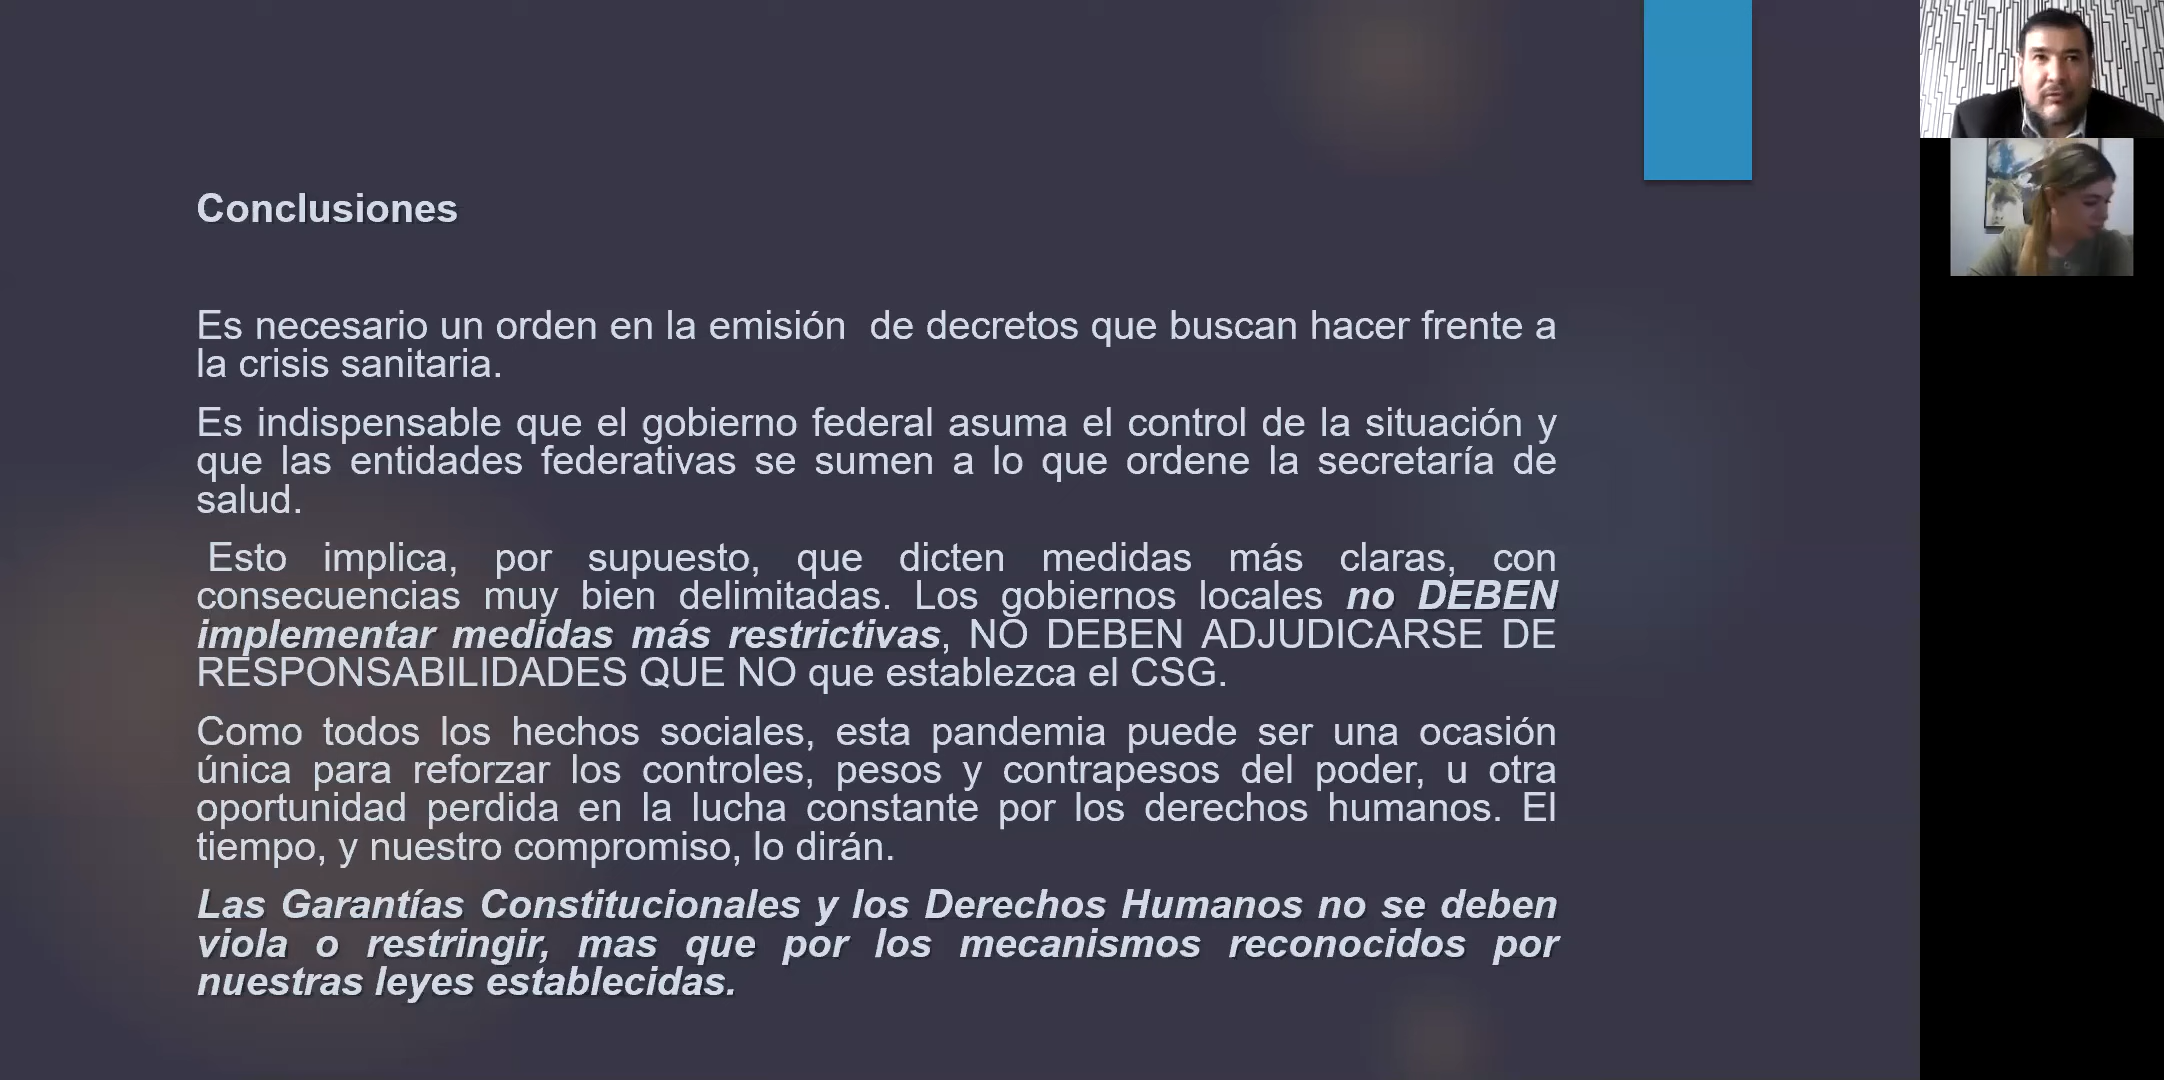 Conclusiones
Es necesario un orden en la emisión  de decretos que buscan hacer frente a
la crisis sanitaria.
Es indispensable que el gobierno federal asuma el control de la situación y
que las entidades federativas se sumen a lo que ordene la secretaría de
salud.
Esto implica, por supuesto, que dicten medidas más claras, con
consecuencias muy bien delimitadas. Los gobiernos locales no DEBEN
implementar medidas más restrictivas, NO DEBEN ADJUDICARSE DE
RESPONSABILIDADES QUE NO que establezca el CSG.
Como todos los hechos sociales, esta pandemia puede ser una ocasión
única para reforzar los controles, pesos y contrapesos del poder, u otra
oportunidad perdida en la lucha constante por los derechos humanos. El
tiempo, y nuestro compromiso, lo dirán.
Las Garantías Constitucionales y los Derechos Humanos no se deben
viola o restringir, mas que por los mecanismos reconocidos por
nuestras leyes establecidas.